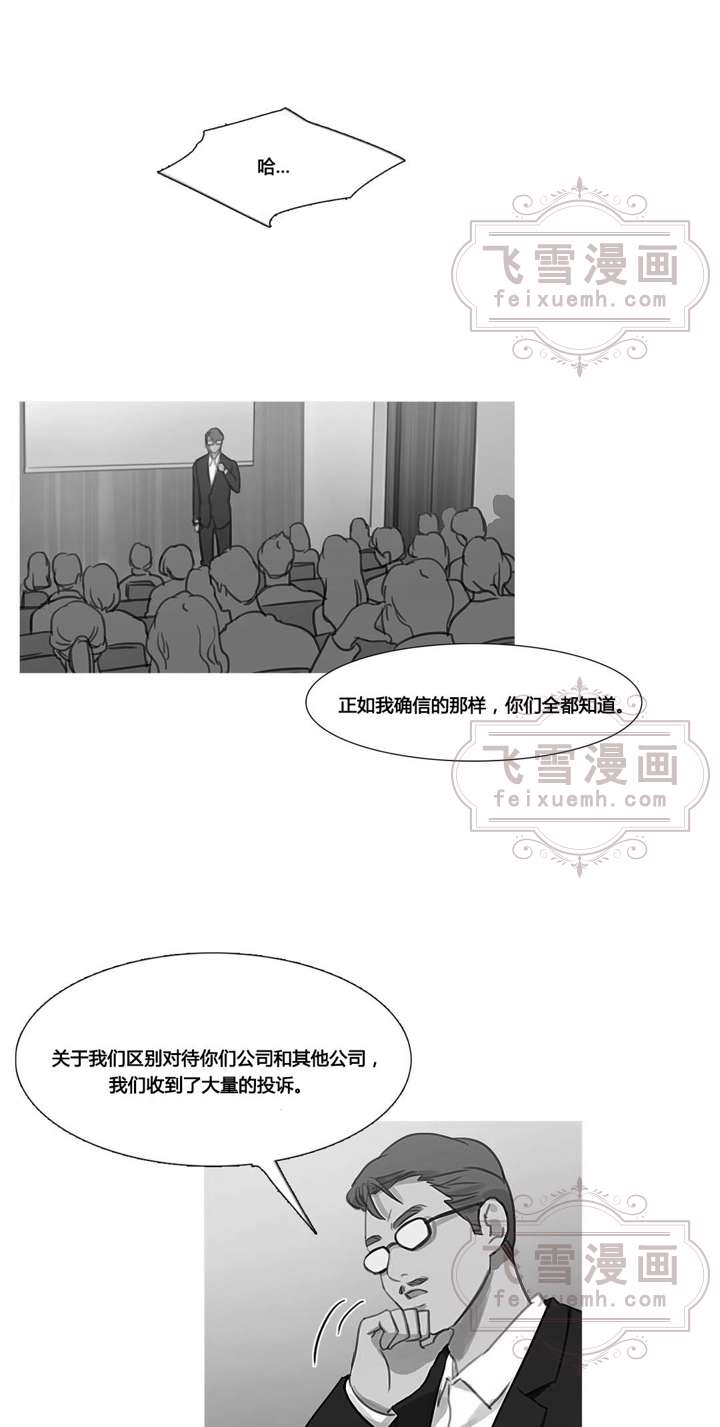 哈...
飞雪漫画
feixuemh.com
正如我确信的那样，你们全都知道。
飞雪漫画
feixuemh.com
关于我们区别对待你们公司和其他公司，
我们收到了大量的投诉。
飞雪漫画
feixuemh.com